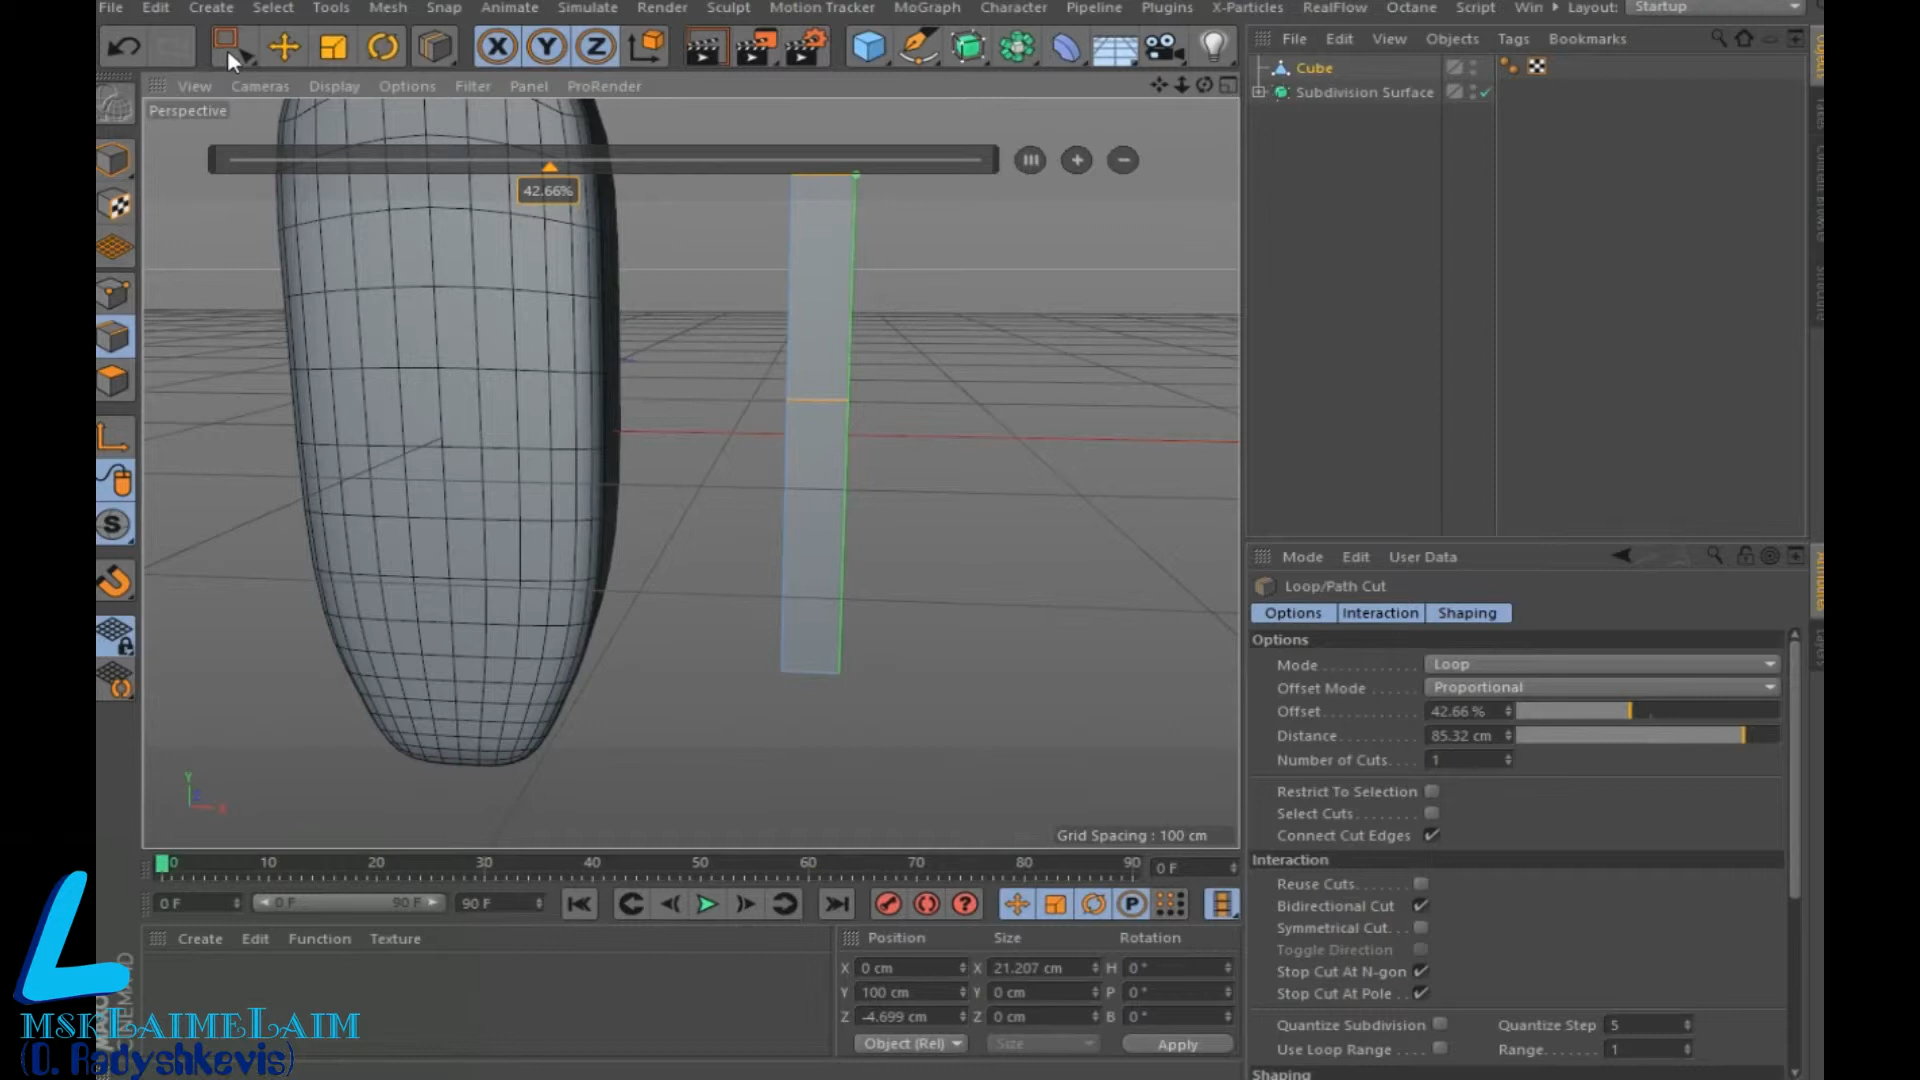 File Edit Create Select Tools Mesh Snap Animate Simulate Render Sculpt Motion Tracker MoGraph Character Pipeline Plugins X-Particles RealFlow Octane Script Win Layout: Startup
X Y Z
File Edit View Objects Tags Bookmarks
View Cameras Display Options Filter Panel ProRender
Perspective
Cube
Subdivision Surface
42.66%
Mode Edit User Data
Loop/Path Cut
Options Interaction Shaping
Options
Mode Loop
Offset Mode Proportional
Offset 42.66 %
Distance 85.32 cm
Number of Cuts 1
Restrict To Selection
Select Cuts
Connect Cut Edges
Interaction
Reuse Cuts
Bidirectional Cut
Symmetrical Cut
Toggle Direction
Stop Cut At N-gon
Stop Cut At Pole
Quantize Subdivision Quantize Step 5
Use Loop Range Range 1
Shaping
Y
X
Grid Spacing : 100 cm
0 10 20 30 40 50 60 70 80 90 0 F
0 F 0 F 90 F 90 F
P
Create Edit Function Texture
Position Size Rotation
X 0 cm X 21.207 cm H 0°
Y 100 cm Y 0 cm P 0°
Z -4.699 cm Z 0 cm B 0°
Object (Rel) Size Apply
CINEMA 4D
L
mskLaimeLaim
(D. Radyshkevis)